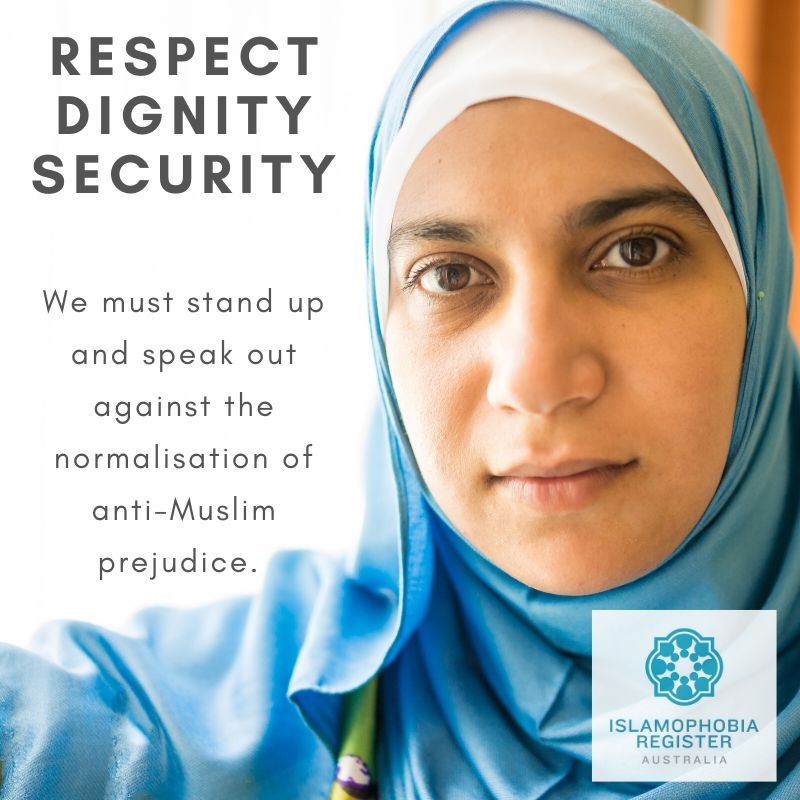 RESPECT
DIGNITY
SECURITY
We must stand up
and speak out
against the
normalisation of
anti-Muslim
prejudice.
ISLAMOPHOBIA
REGISTER
AUSTRALIA